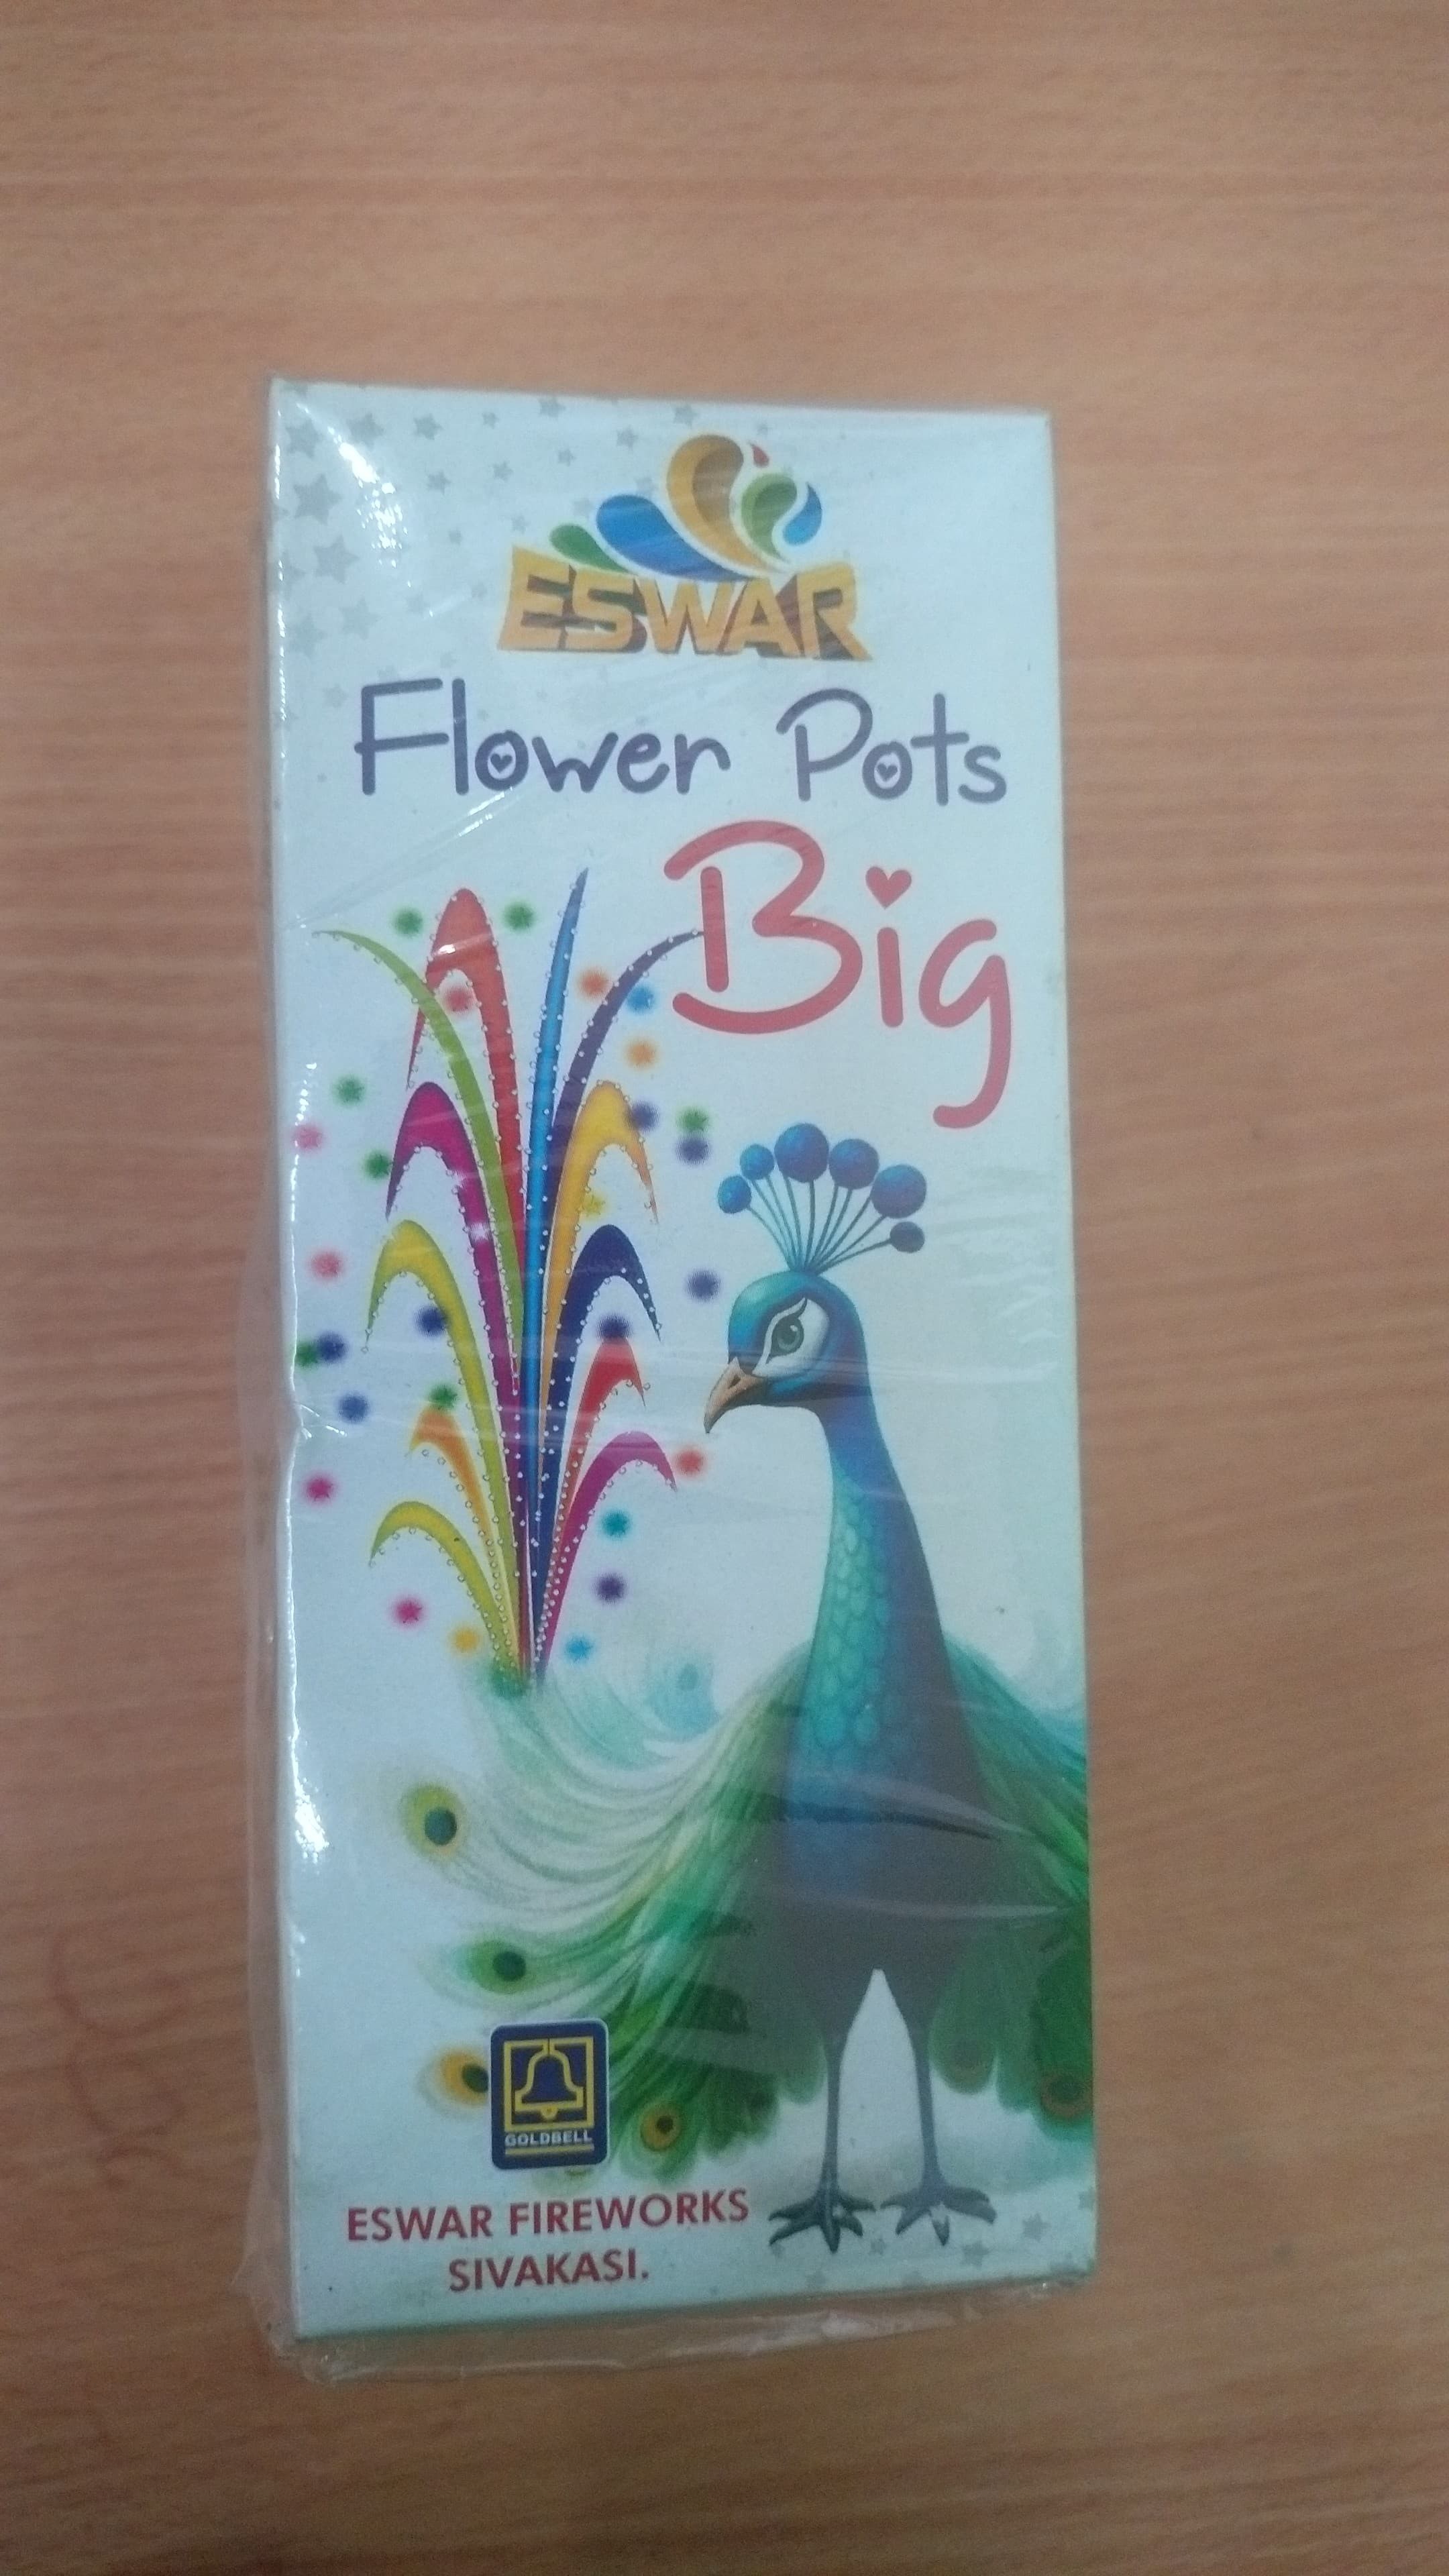 ESWAR
Flower Pots
Big
GOLDBELL
ESWAR FIREWORKS
SIVAKASI.